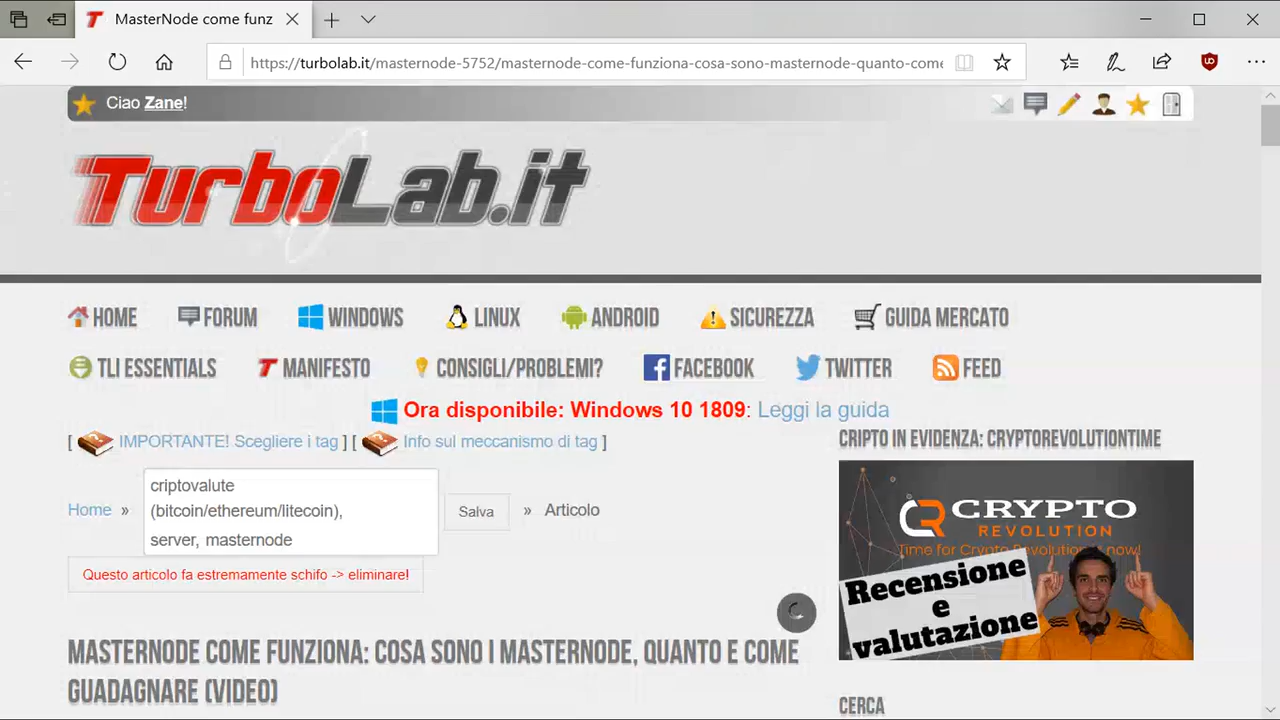 MasterNode come funz
https://turbolab.it/masternode-5752/masternode-come-funziona-cosa-sono-masternode-quanto-come
Ciao Zane!
TurboLab.it
HOME FORUM WINDOWS LINUX ANDROID SICUREZZA GUIDA MERCATO
TLI ESSENTIALS MANIFESTO CONSIGLI/PROBLEMI? FACEBOOK TWITTER FEED
Ora disponibile: Windows 10 1809: Leggi la guida
[ IMPORTANTE! Scegliere i tag ] [ Info sul meccanismo di tag ]
Home »
criptovalute
(bitcoin/ethereum/litecoin),
server, masternode
Salva
» Articolo
Questo articolo fa estremamente schifo -> eliminare!
MASTERNODE COME FUNZIONA: COSA SONO I MASTERNODE, QUANTO E COME
GUADAGNARE (VIDEO)
CRIPTO IN EVIDENZA: CRYPTOREVOLUTIONTIME
CRYPTO
REVOLUTION
Time for Crypto Revolution is now!
Recensione
e
valutazione
CERCA